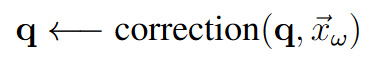 q ⟵ correction(q, x⃗_ω)